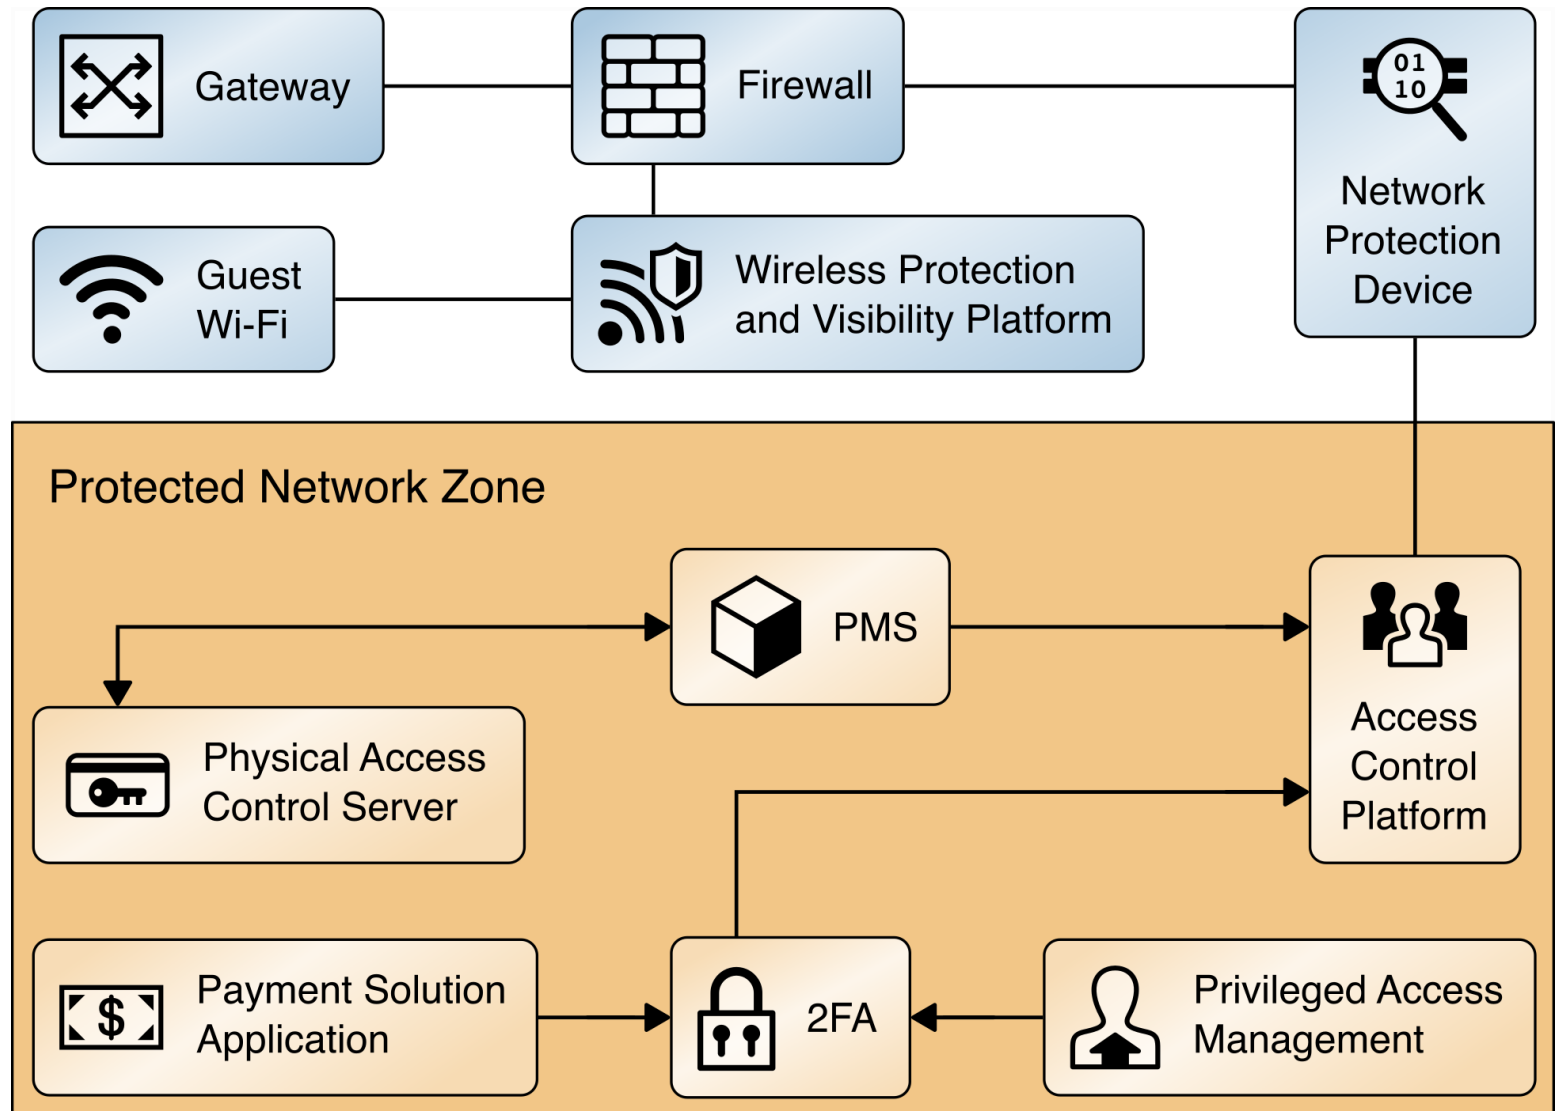 Gateway
Firewall
01
10
Network
Protection
Device
Guest
Wi-Fi
Wireless Protection
and Visibility Platform
Protected Network Zone
PMS
Access
Control
Platform
Physical Access
Control Server
$
Payment Solution
Application
2FA
Privileged Access
Management